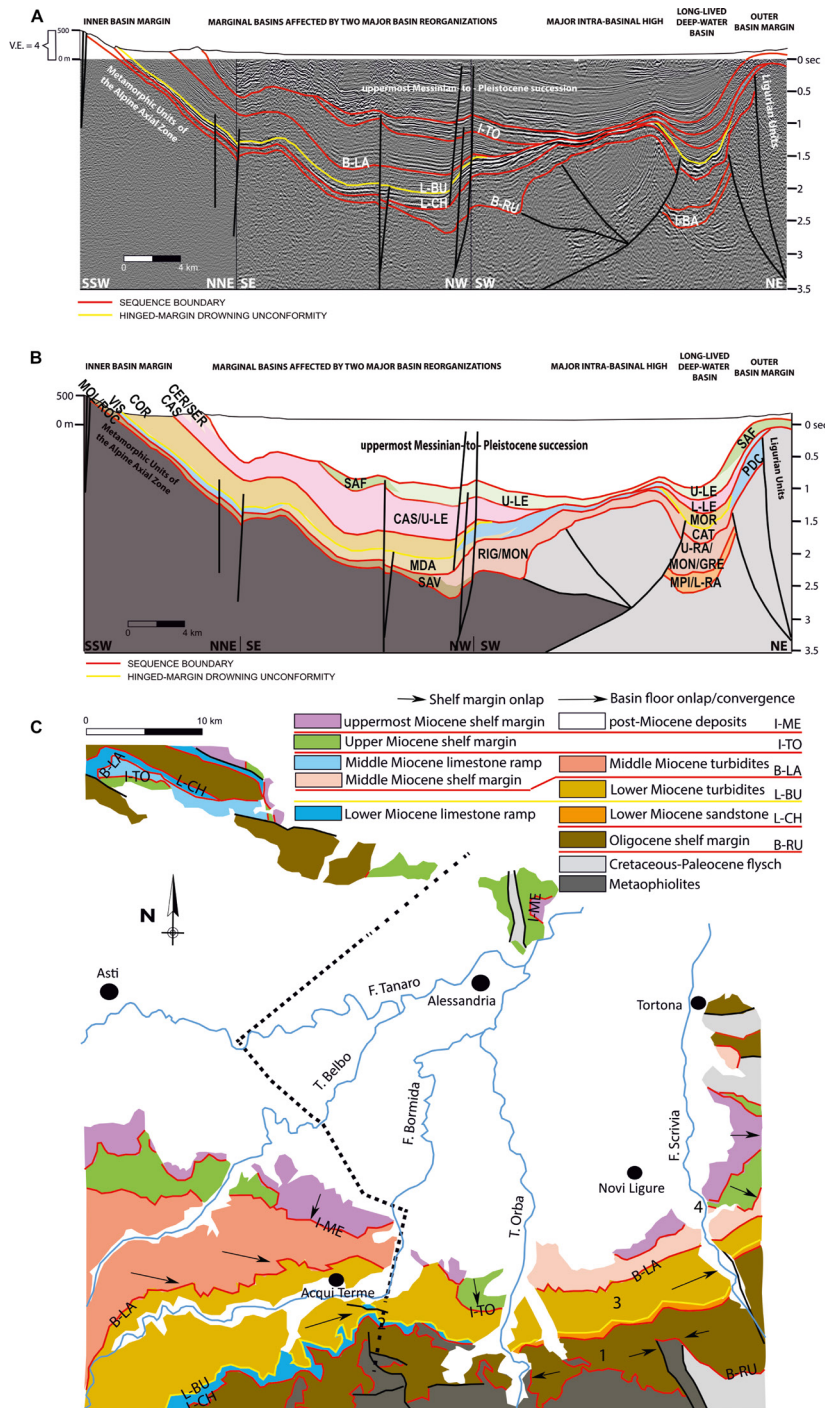 A
INNER BASIN MARGIN
MARGINAL BASINS AFFECTED BY TWO MAJOR BASIN REORGANIZATIONS
MAJOR INTRA-BASINAL HIGH
LONG-LIVED
DEEP-WATER
BASIN
OUTER
BASIN MARGIN
V.E. = 4
500
0 m
0 sec
0.5
1
1.5
2
2.5
3
3.5
Metamorphic Units of
the Alpine Axial Zone
uppermost Messinian-to-Pleistocene succession
Ligurian Units
I-TO
B-LA
L-BU
L-CH
B-RU
I-BA
0 4 km
SSW
NNE
SE
NW
SW
NE
SEQUENCE BOUNDARY
HINGED-MARGIN DROWNING UNCONFORMITY
B
INNER BASIN MARGIN
MARGINAL BASINS AFFECTED BY TWO MAJOR BASIN REORGANIZATIONS
MAJOR INTRA-BASINAL HIGH
LONG-LIVED
DEEP-WATER
BASIN
OUTER
BASIN MARGIN
500
0 m
0 sec
0.5
1
1.5
2
2.5
3
3.5
MOL/ROC
VIS
COR
CAS
CER/SER
Metamorphic Units of
the Alpine Axial Zone
uppermost Messinian-to-Pleistocene succession
SAF
U-LE
CAS/U-LE
MDA
SAV
RIG/MON
U-LE
L-LE
MOR
CAT
U-RA/
MON/GRE
MPI/L-RA
SAF
PDC
Ligurian Units
0 4 km
SSW
NNE
SE
NW
SW
NE
SEQUENCE BOUNDARY
HINGED-MARGIN DROWNING UNCONFORMITY
C
Shelf margin onlap
Basin floor onlap/convergence
0 10 km
uppermost Miocene shelf margin
post-Miocene deposits I-ME
Upper Miocene shelf margin
I-TO
Middle Miocene limestone ramp
Middle Miocene turbidites B-LA
Middle Miocene shelf margin
Lower Miocene turbidites L-BU
Lower Miocene limestone ramp
Lower Miocene sandstone L-CH
Oligocene shelf margin B-RU
Cretaceous-Paleocene flysch
Metaophiolites
B-LA
I-TO
L-CH
N
I-ME
Asti
F. Tanaro
Alessandria
Tortona
T. Belbo
F. Bormida
T. Orba
F. Scrivia
Novi Ligure
4
I-ME
Acqui Terme
B-LA
I-TO
B-LA
3
2
1
B-RU
L-BU
L-CH